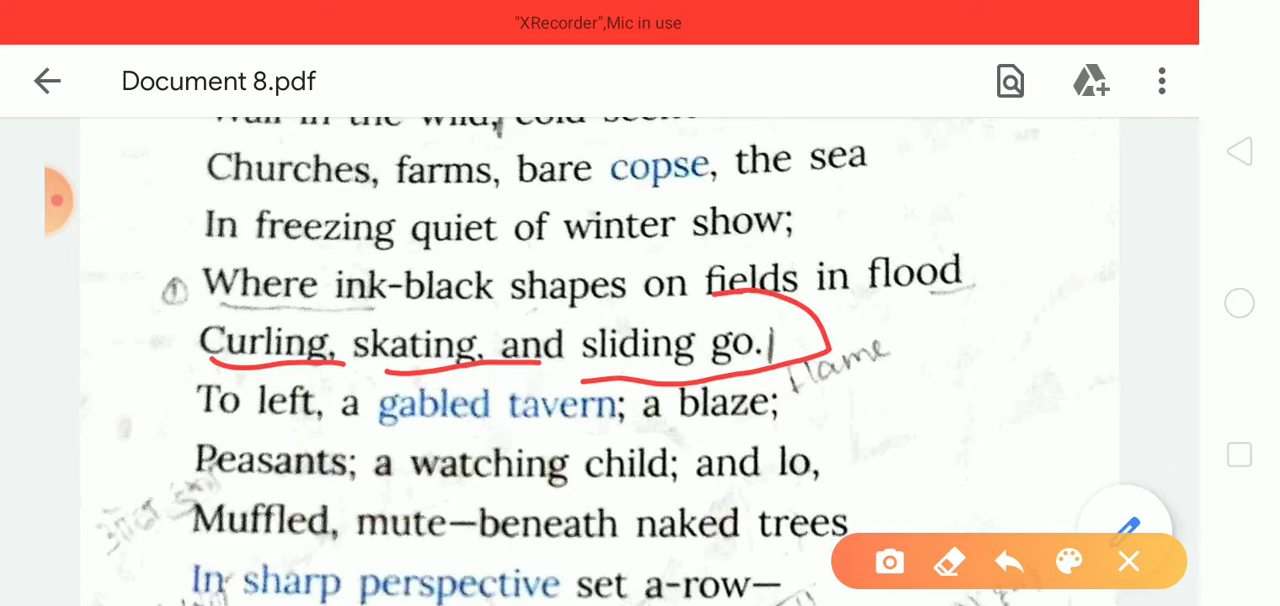 "XRecorder",Mic in use
Document 8.pdf
Churches, farms, bare copse, the sea
In freezing quiet of winter show;
① Where ink-black shapes on fields in flood
Curling, skating, and sliding go.
flame
To left, a gabled tavern; a blaze;
Peasants; a watching child; and lo,
Muffled, mute—beneath naked trees
In sharp perspective set a-row—